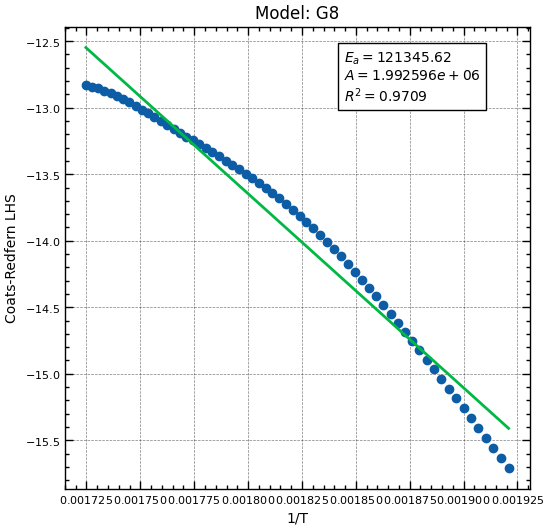 Model: G8
E_a = 121345.62
A = 1.992596e + 06
R² = 0.9709
Coats-Redfern LHS
−12.5
−13.0
−13.5
−14.0
−14.5
−15.0
−15.5
0.001725 0.001750 0.001775 0.001800 0.001825 0.001850 0.001875 0.001900 0.001925
1/T